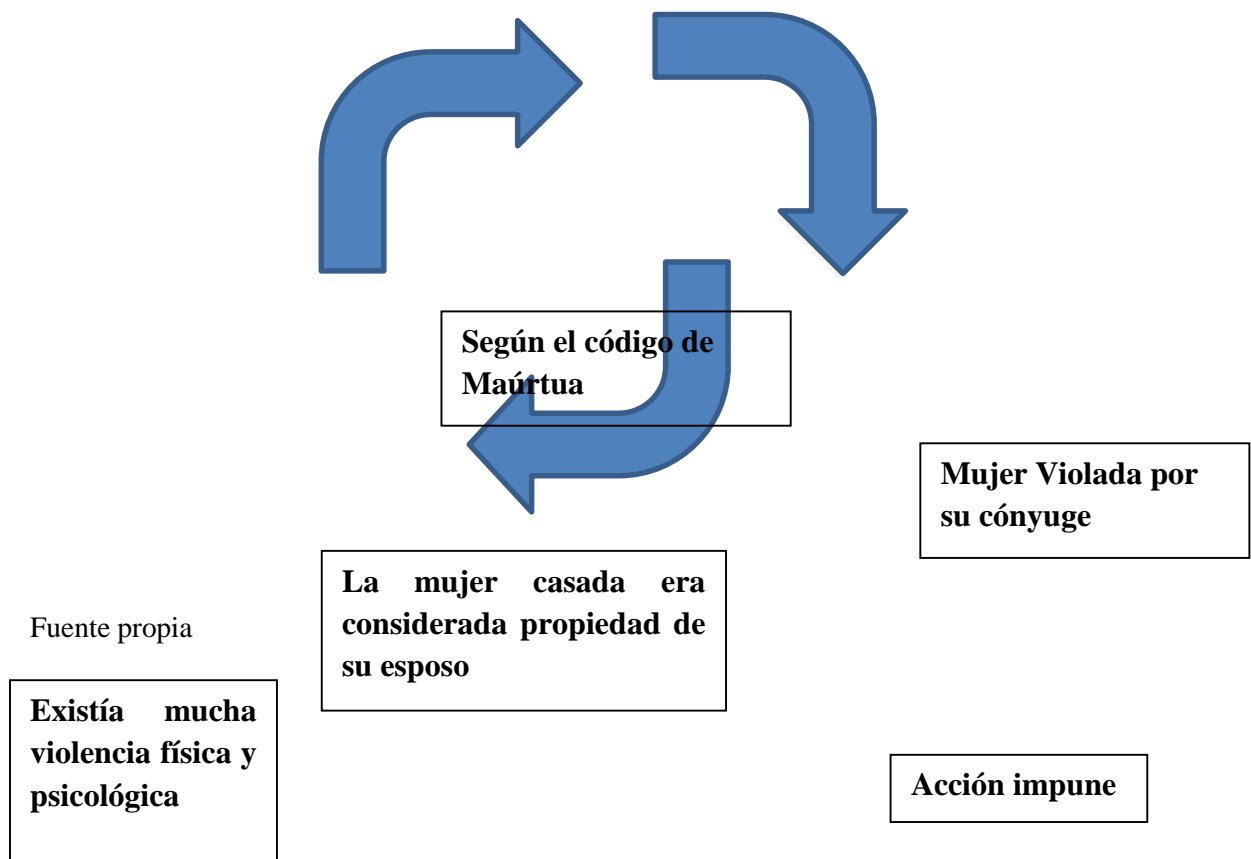 Según el código de
Maúrtua
Mujer Violada por
su cónyuge
La mujer casada era
considerada propiedad de
su esposo
Fuente propia
Existía mucha
violencia física y
psicológica
Acción impune